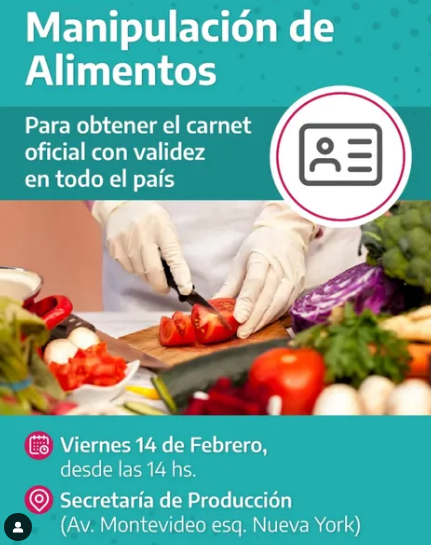 Manipulación de
Alimentos
Para obtener el carnet
oficial con validez
en todo el país
Viernes 14 de Febrero,
desde las 14 hs.
Secretaría de Producción
(Av. Montevideo esq. Nueva York)